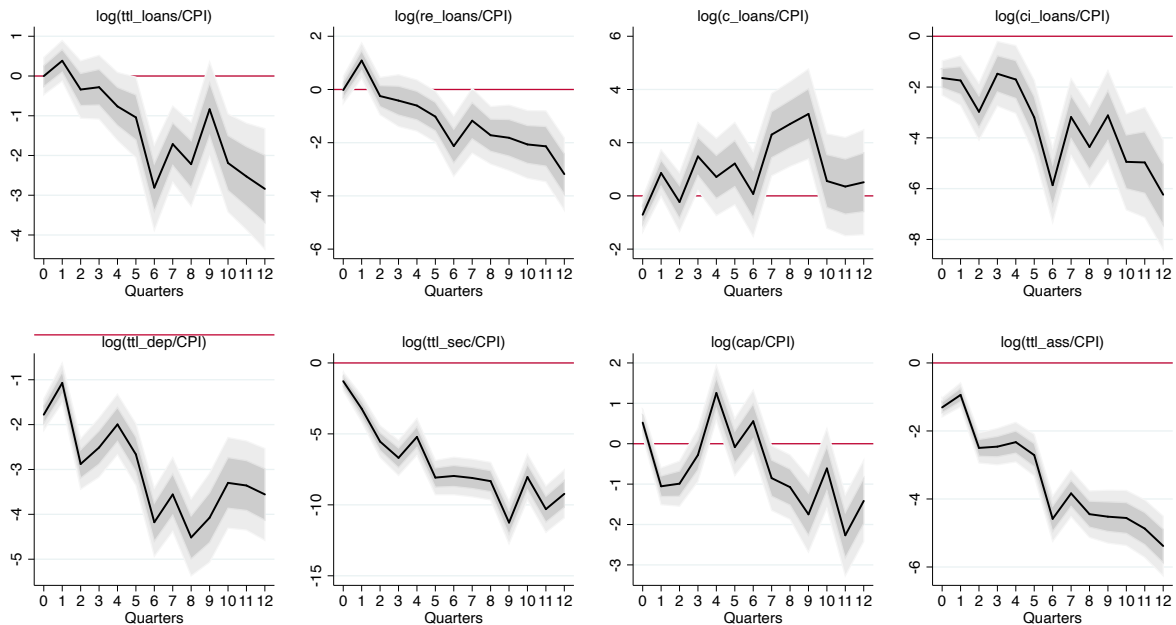 log(ttl_loans/CPI)
1
0
-1
-2
-3
-4
0 1 2 3 4 5 6 7 8 9 10 11 12
Quarters
log(re_loans/CPI)
2
0
-2
-4
-6
0 1 2 3 4 5 6 7 8 9 10 11 12
Quarters
log(c_loans/CPI)
6
4
2
0
-2
0 1 2 3 4 5 6 7 8 9 10 11 12
Quarters
log(ci_loans/CPI)
0
-2
-4
-6
-8
0 1 2 3 4 5 6 7 8 9 10 11 12
Quarters
log(ttl_dep/CPI)
-1
-2
-3
-4
-5
0 1 2 3 4 5 6 7 8 9 10 11 12
Quarters
log(ttl_sec/CPI)
0
-5
-10
-15
0 1 2 3 4 5 6 7 8 9 10 11 12
Quarters
log(cap/CPI)
2
1
0
-1
-2
-3
0 1 2 3 4 5 6 7 8 9 10 11 12
Quarters
log(ttl_ass/CPI)
0
-2
-4
-6
0 1 2 3 4 5 6 7 8 9 10 11 12
Quarters